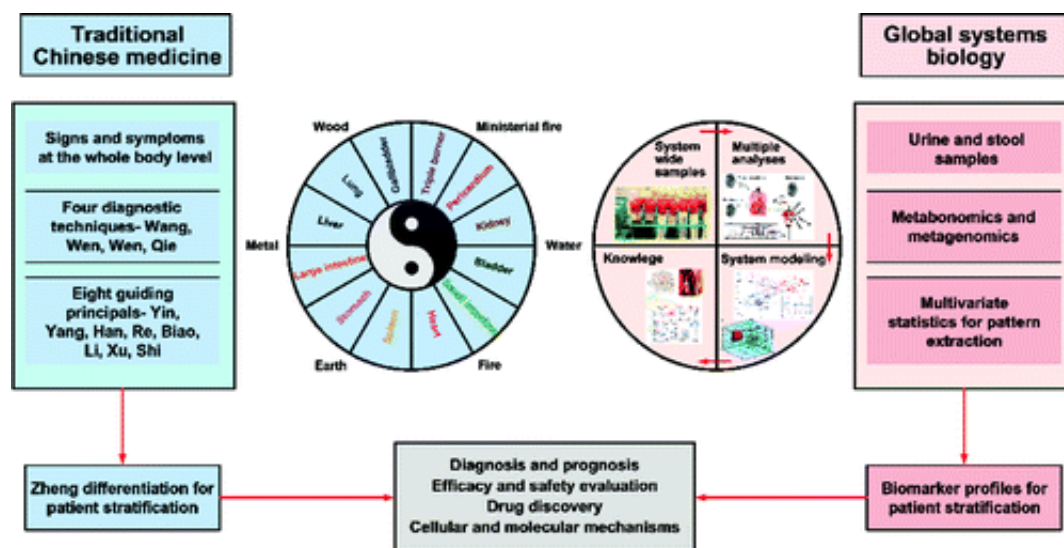 Traditional
Chinese medicine
Signs and symptoms
at the whole body
level
Four diagnostic
techniques- Wang,
Wen, Wen, Qie
Eight guiding
principals- Yin,
Yang, Han, Re, Biao,
Li, Xu, Shi
Zheng differentiation for
patient stratification
Wood
Ministerial fire
Metal
Water
Earth
Fire
Gallbladder
Triple burner
Pericardium
Kidney
Bladder
Small intestine
Heart
Spleen
Stomach
Large intestine
Liver
Lung
System
wide
samples
Multiple
analyses
Knowlege
System modeling
Global systems
biology
Urine and stool
samples
Metabonomics and
metagenomics
Multivariate
statistics for pattern
extraction
Biomarker profiles for
patient stratification
Diagnosis and prognosis
Efficacy and safety evaluation
Drug discovery
Cellular and molecular mechanisms